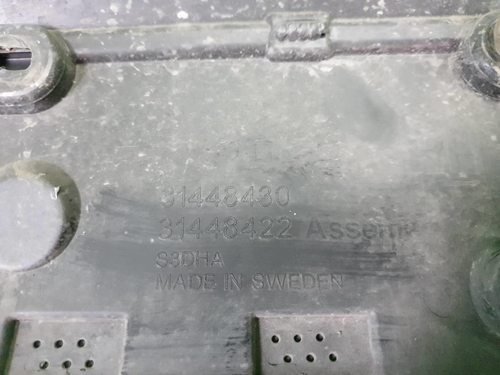 31448430
31448422 Assem
S3DHA
MADE IN SWEDEN